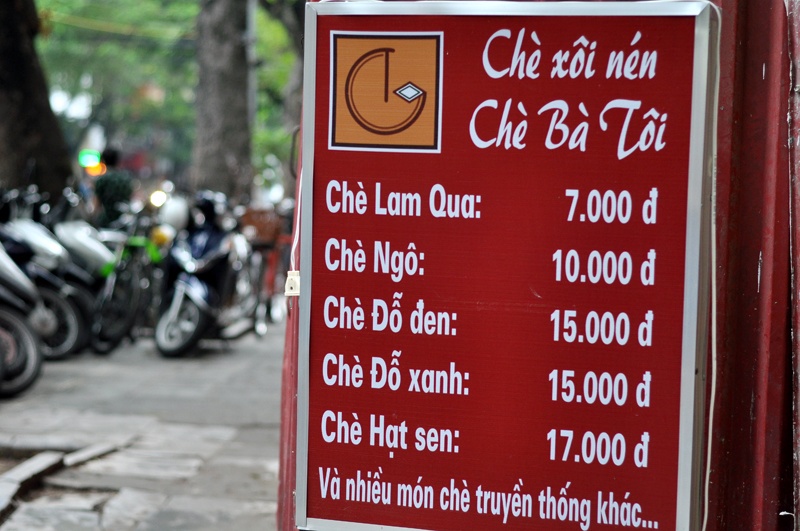 Chè xôi nén
Chè Bà Tôi
Chè Lam Qua: 7.000 đ
Chè Ngô: 10.000 đ
Chè Đỗ đen: 15.000 đ
Chè Đỗ xanh: 15.000 đ
Chè Hạt sen: 17.000 đ
Và nhiều món chè truyền thống khác...